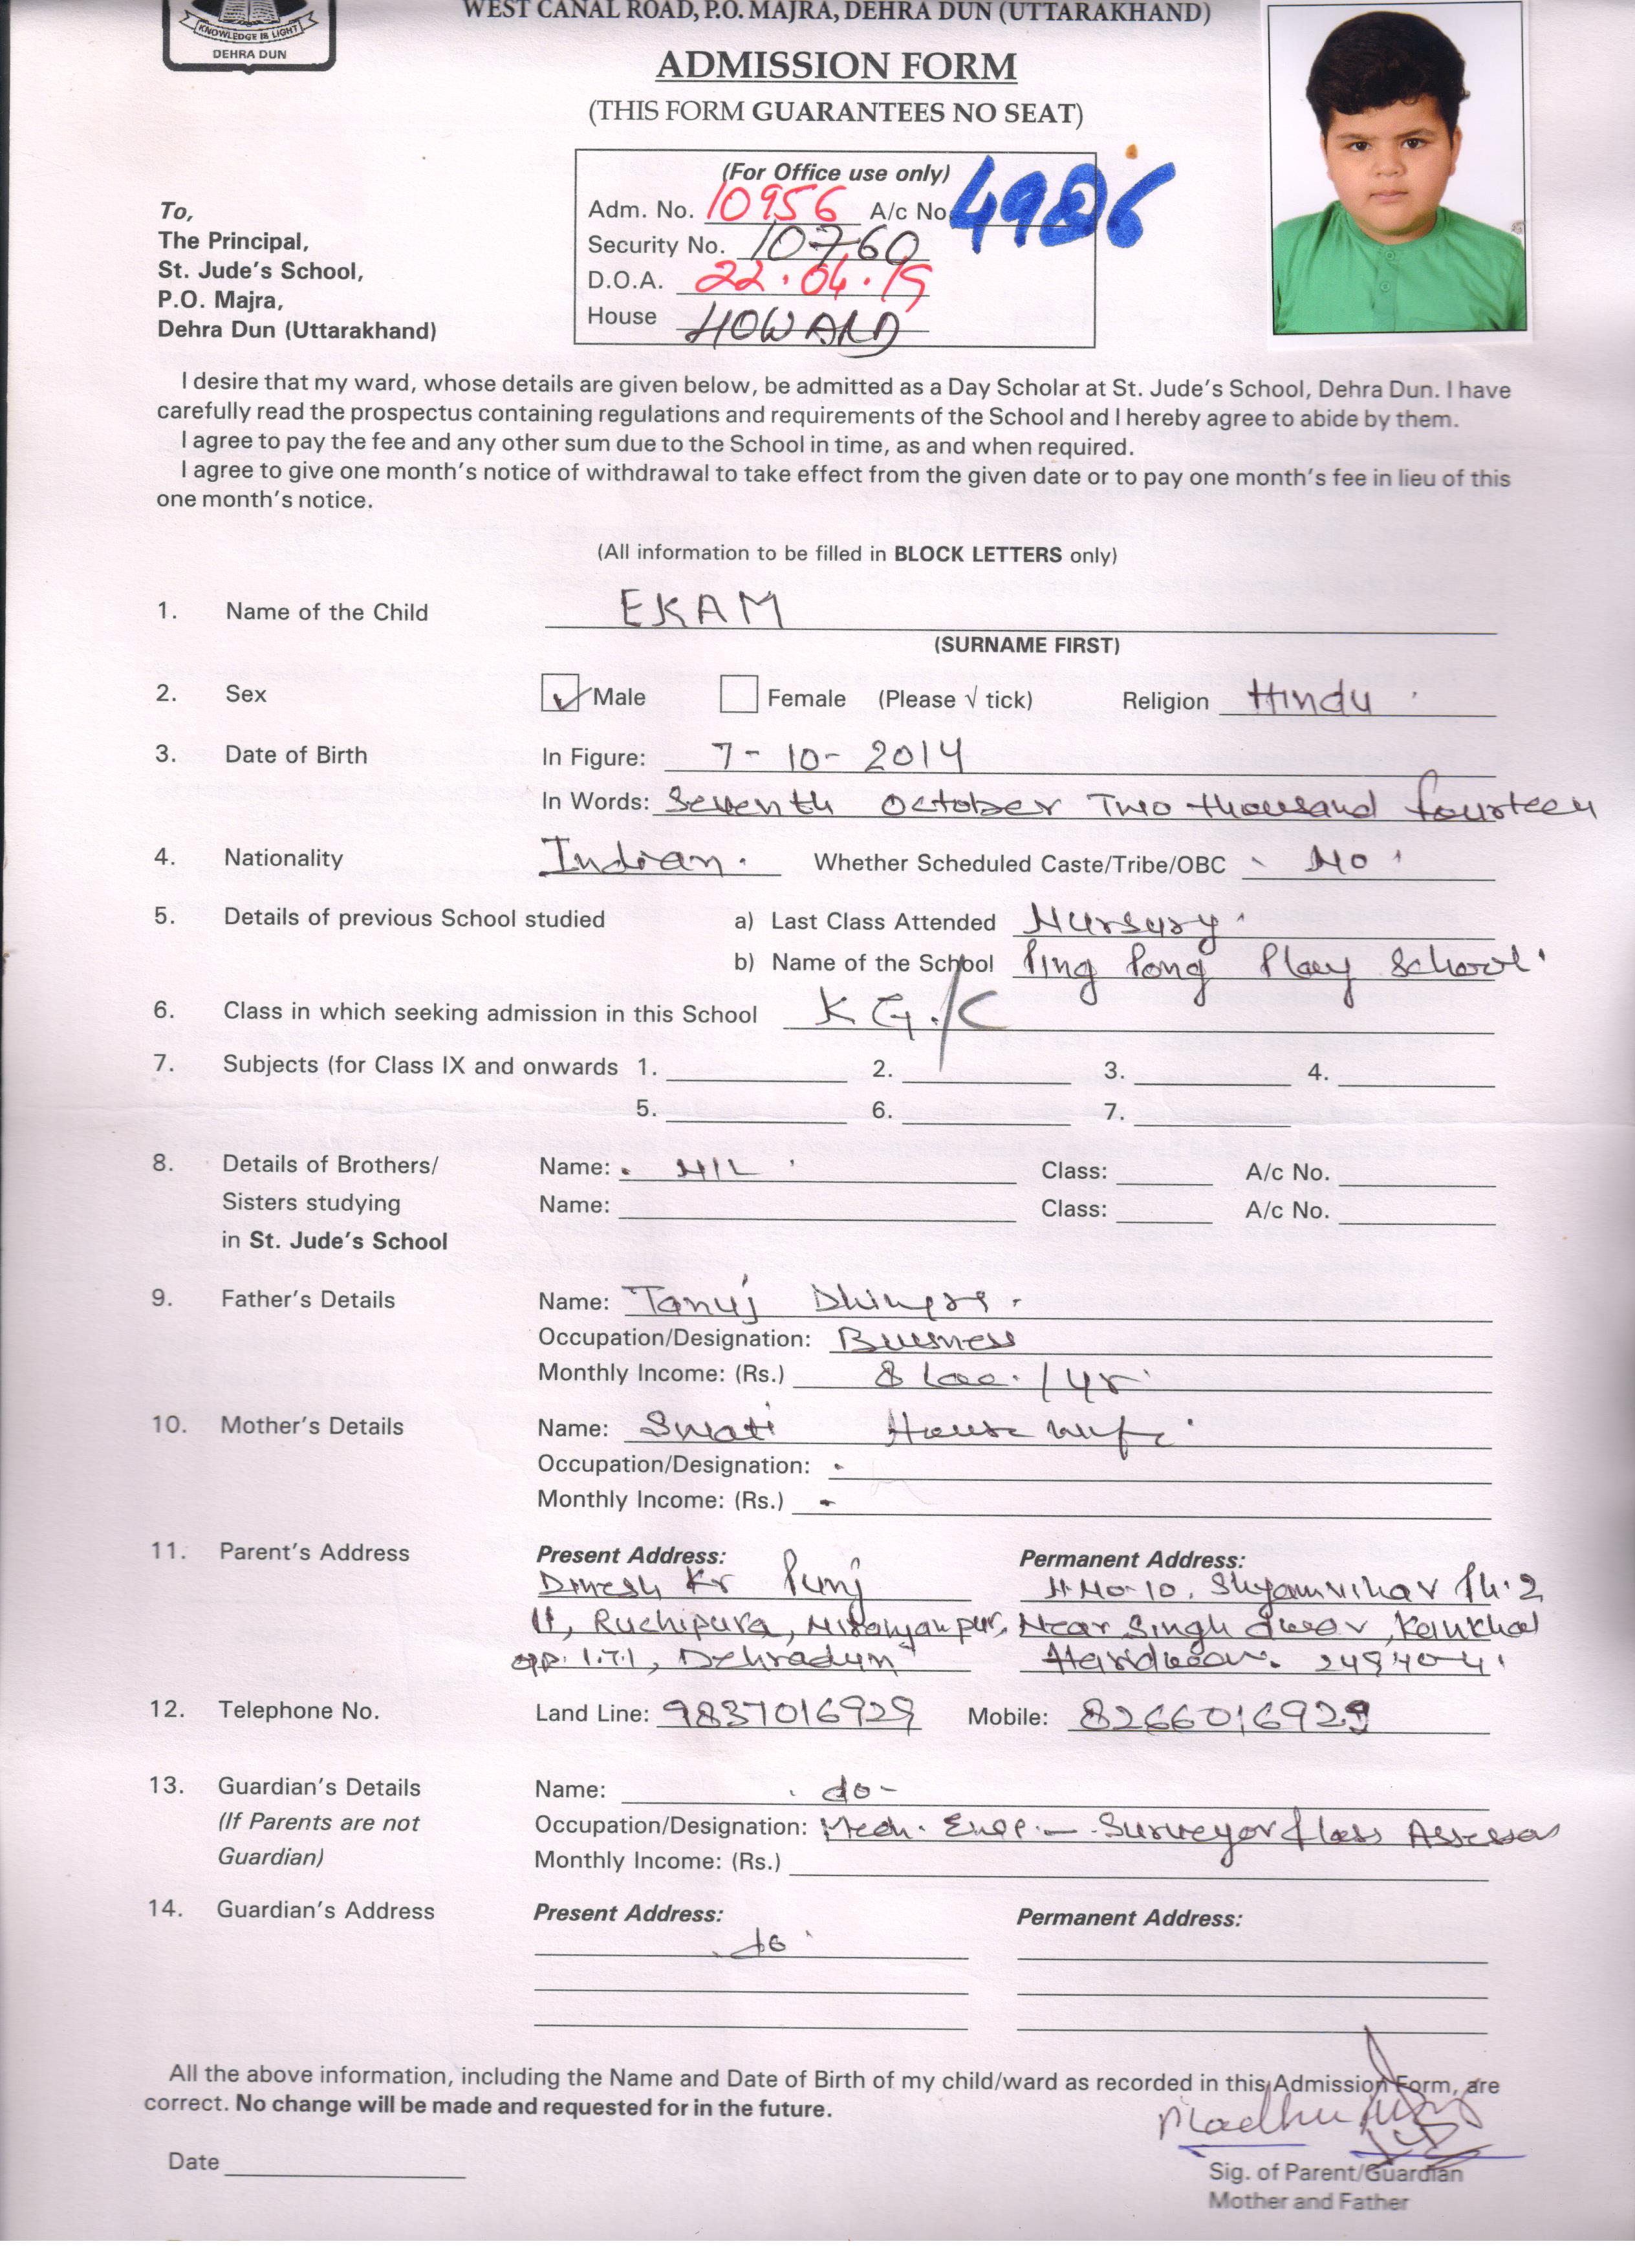 WEST CANAL ROAD, P.O. MAJRA, DEHRA DUN (UTTARAKHAND)
KNOWLEDGE IS LIGHT
DEHRA DUN
ADMISSION FORM
(THIS FORM GUARANTEES NO SEAT)
(For Office use only)
Adm. No. 10956 A/c No. 4986
Security No. 10760
D.O.A. 22.04.19
House HOWARD
To,
The Principal,
St. Jude's School,
P.O. Majra,
Dehra Dun (Uttarakhand)
I desire that my ward, whose details are given below, be admitted as a Day Scholar at St. Jude's School, Dehra Dun. I have
carefully read the prospectus containing regulations and requirements of the School and I hereby agree to abide by them.
I agree to pay the fee and any other sum due to the School in time, as and when required.
I agree to give one month's notice of withdrawal to take effect from the given date or to pay one month's fee in lieu of this
one month's notice.
(All information to be filled in BLOCK LETTERS only)
1. Name of the Child EKAM
(SURNAME FIRST)
2. Sex Male Female (Please √ tick) Religion Hindu
3. Date of Birth In Figure: 7-10-2014
In Words: Seventh October Two thousand fourteen
4. Nationality Indian. Whether Scheduled Caste/Tribe/OBC - NO
5. Details of previous School studied a) Last Class Attended Nursury
b) Name of the School Ping Pong Play School
6. Class in which seeking admission in this School KG./C
7. Subjects (for Class IX and onwards 1. 2. 3. 4.
5. 6. 7.
8. Details of Brothers/ Name: NIL Class: A/c No.
Sisters studying Name: Class: A/c No.
in St. Jude's School
9. Father's Details Name: Tanuj Dhingra.
Occupation/Designation: Business
Monthly Income: (Rs.) 8 Lac. / yr
10. Mother's Details Name: Swati House wife
Occupation/Designation: -
Monthly Income: (Rs.) -
11. Parent's Address Present Address: Permanent Address:
Dinesh Kr Punj H.No-10, Shyamvihar Ph.2
11, Ruchipura, Niranjanpur, Near Singh dwar, Kankhal
opp. I.T.I, Dehradun Haridwar. 249404
12. Telephone No. Land Line: 9837016929 Mobile: 8266016929
13. Guardian's Details Name: -do-
(If Parents are not Occupation/Designation: Mech. Engg. - Surveyor & Loss Assessor
Guardian) Monthly Income: (Rs.)
14. Guardian's Address Present Address: Permanent Address:
do
All the above information, including the Name and Date of Birth of my child/ward as recorded in this Admission Form, are
correct. No change will be made and requested for in the future.
Madhu
Date
Sig. of Parent/Guardian
Mother and Father